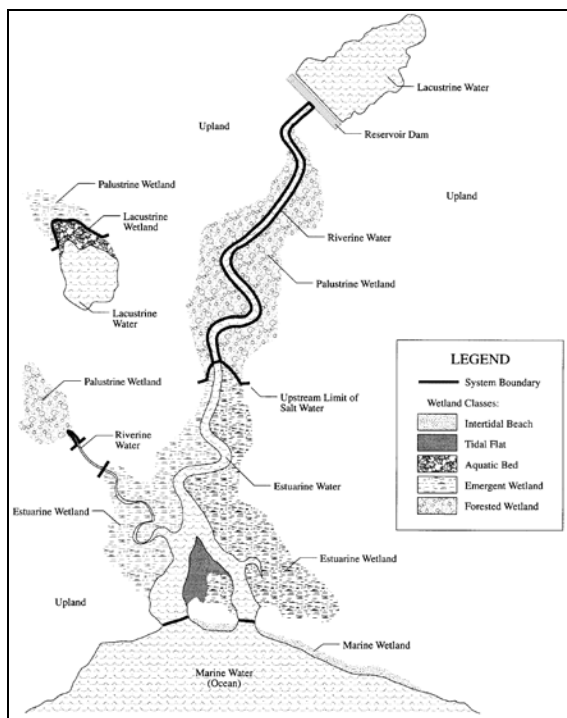 Lacustrine Water
Upland
Reservoir Dam
Palustrine Wetland
Upland
Lacustrine
Wetland
Riverine Water
Palustrine Wetland
Lacustrine
Water
LEGEND
System Boundary
Wetland Classes:
Intertidal Beach
Tidal Flat
Aquatic Bed
Emergent Wetland
Forested Wetland
Palustrine Wetland
Upstream Limit of
Salt Water
Riverine
Water
Estuarine Water
Estuarine Wetland
Estuarine Wetland
Upland
Marine Wetland
Marine Water
(Ocean)